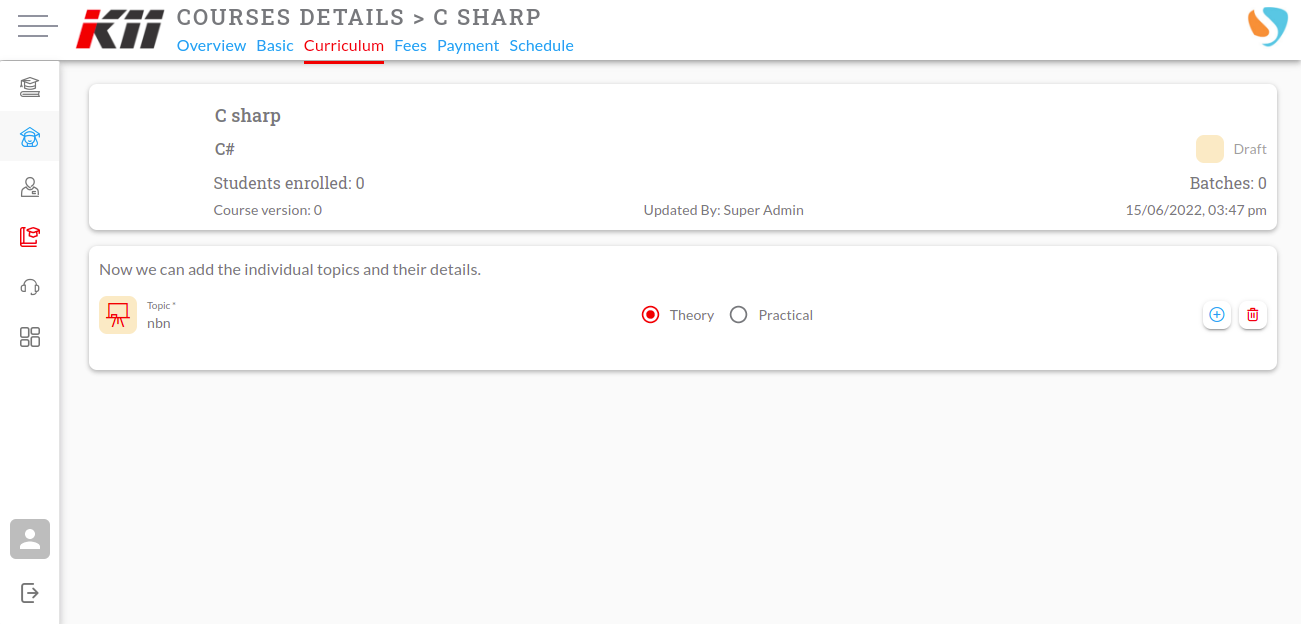 KII
COURSES DETAILS > C SHARP
Overview Basic Curriculum Fees Payment Schedule
C sharp
C#
Draft
Students enrolled: 0
Batches: 0
Course version: 0
Updated By: Super Admin
15/06/2022, 03:47 pm
Now we can add the individual topics and their details.
Topic *
nbn
Theory
Practical